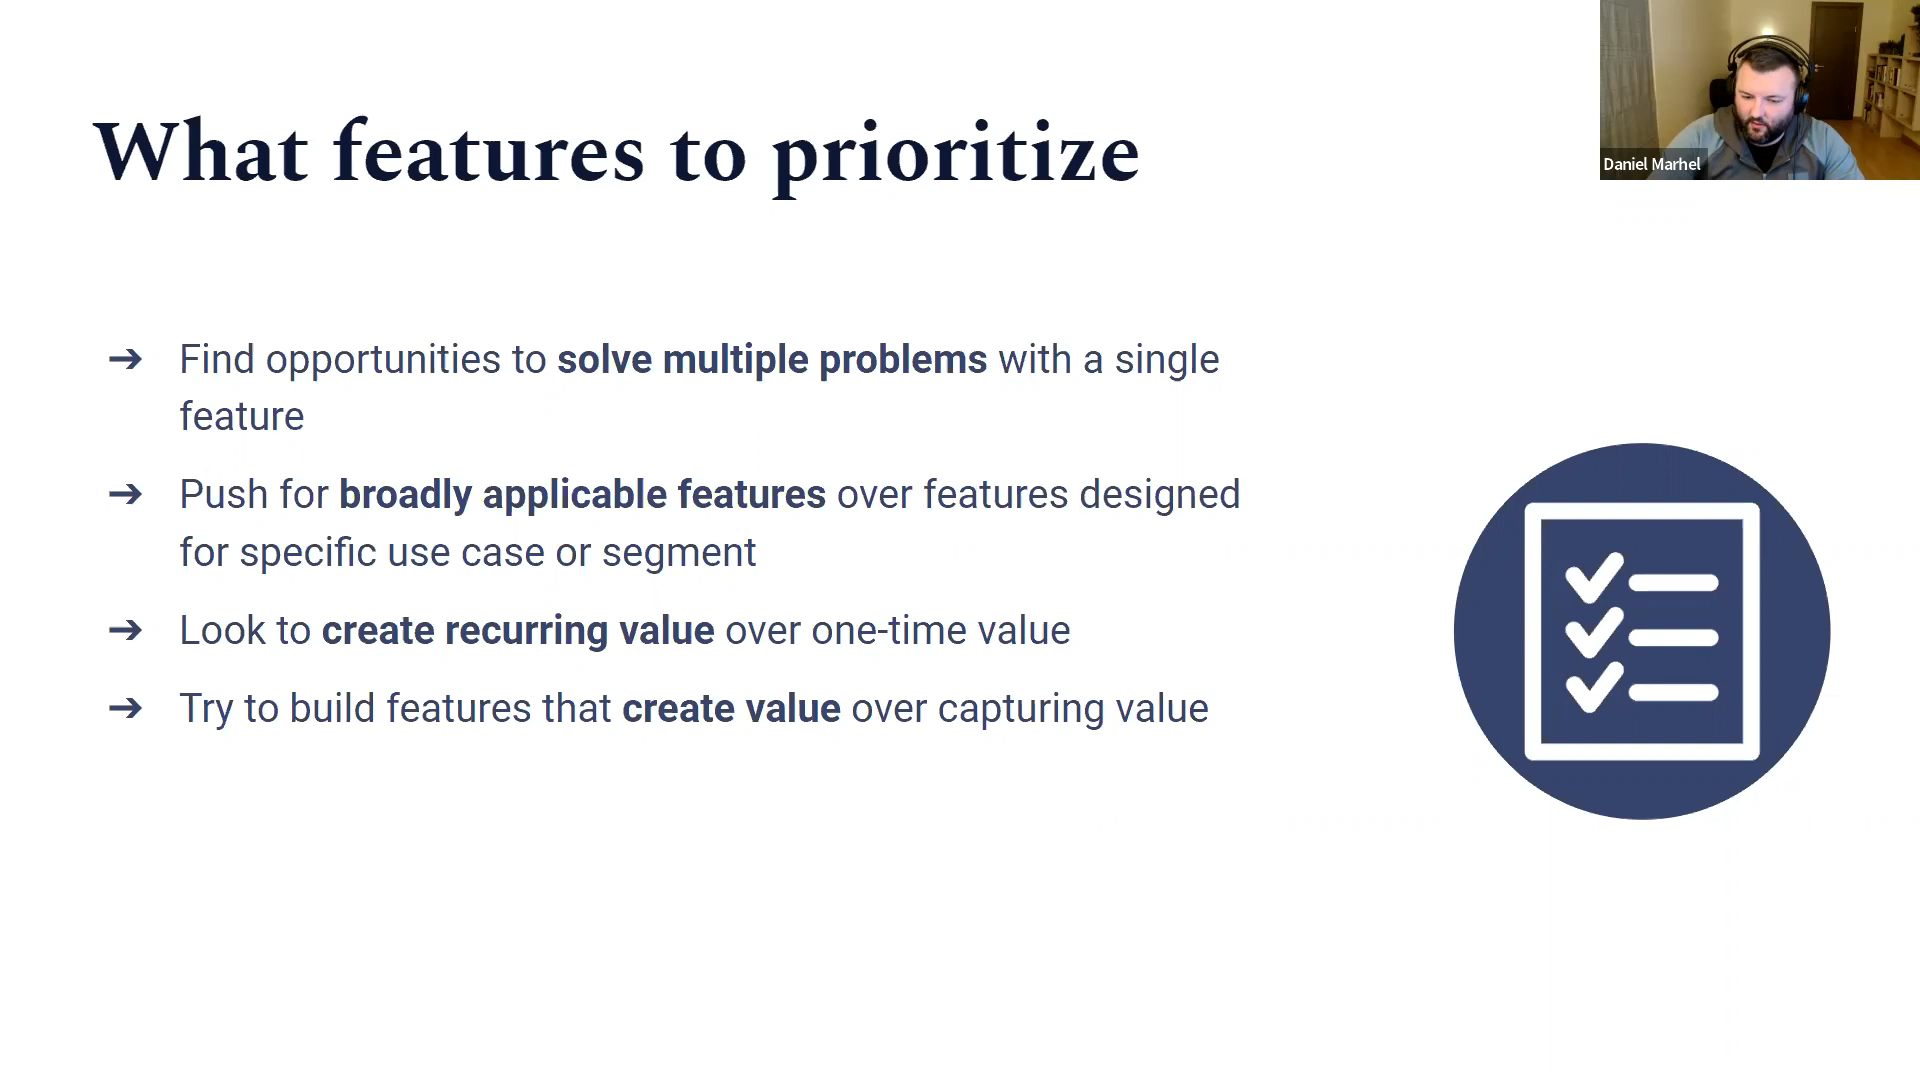 What features to prioritize
Daniel Marhel
➔ Find opportunities to solve multiple problems with a single
feature
➔ Push for broadly applicable features over features designed
for specific use case or segment
➔ Look to create recurring value over one-time value
➔ Try to build features that create value over capturing value